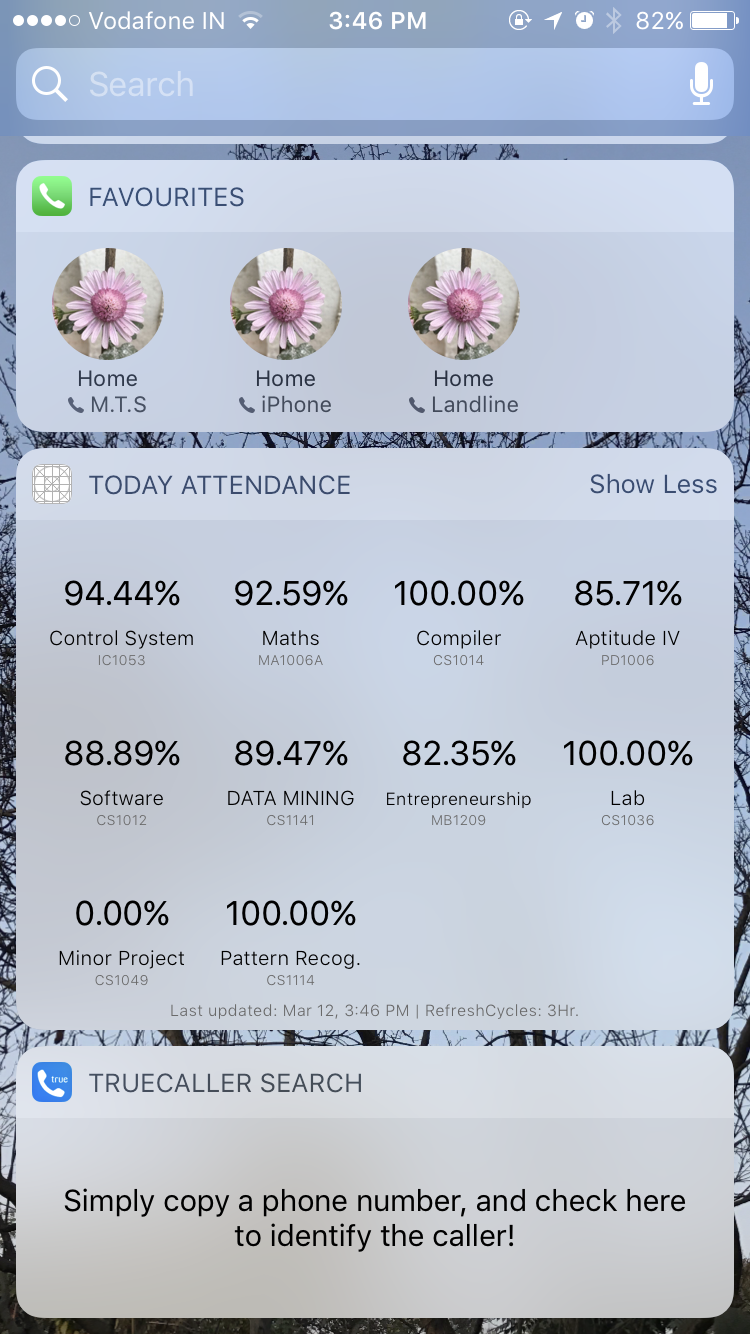 Vodafone IN 3:46 PM 82%
Search
FAVOURITES
Home Home Home
M.T.S iPhone Landline
TODAY ATTENDANCE Show Less
94.44% 92.59% 100.00% 85.71%
Control System Maths Compiler Aptitude IV
IC1053 MA1006A CS1014 PD1006
88.89% 89.47% 82.35% 100.00%
Software DATA MINING Entrepreneurship Lab
CS1012 CS1141 MB1209 CS1036
0.00% 100.00%
Minor Project Pattern Recog.
CS1049 CS1114
Last updated: Mar 12, 3:46 PM | RefreshCycles: 3Hr.
true TRUECALLER SEARCH
Simply copy a phone number, and check here
to identify the caller!